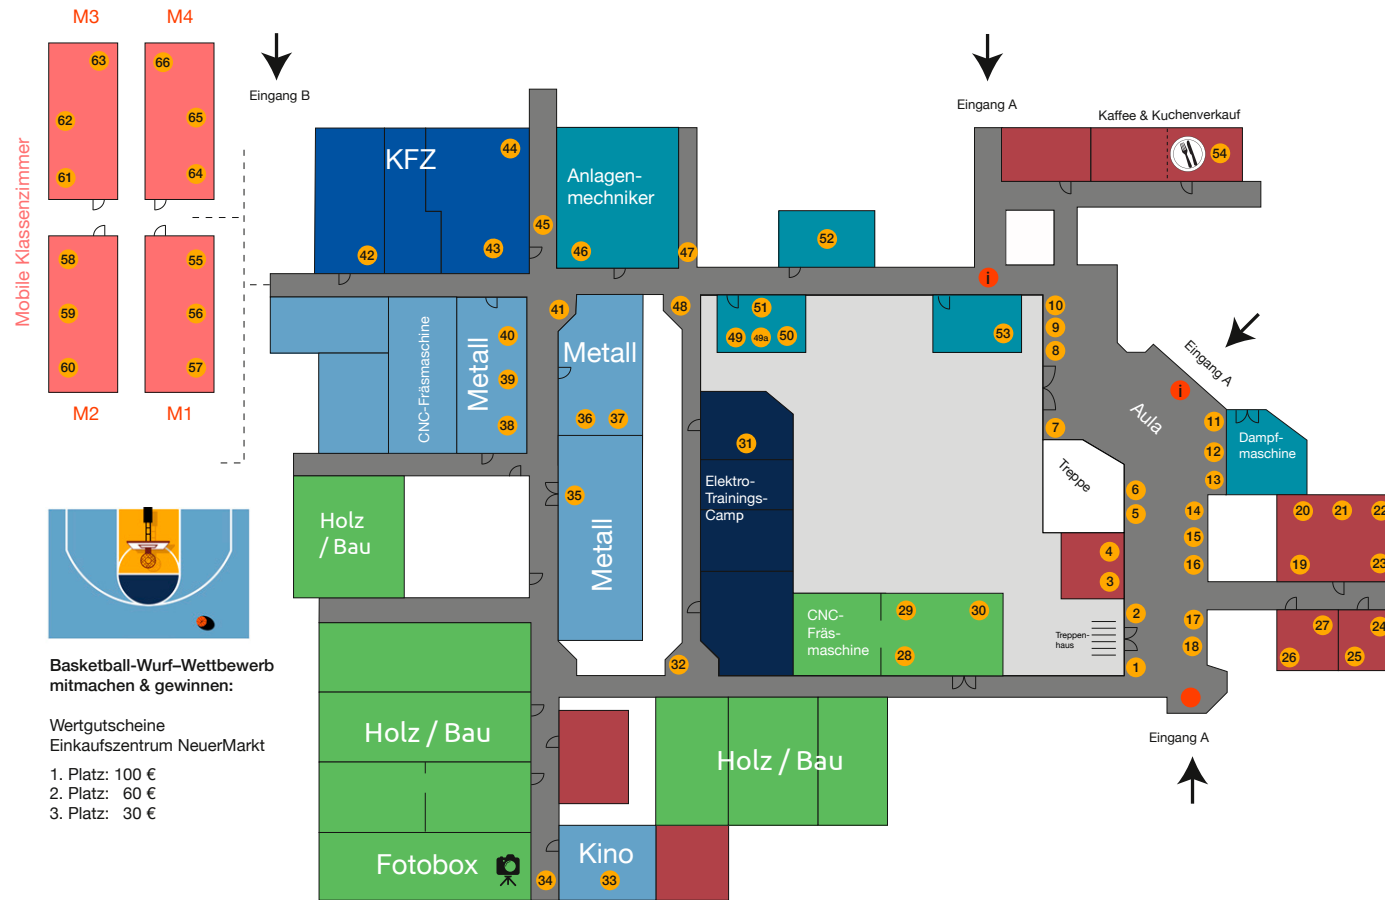 M3
M4
63
66
62
65
61
64
Mobile Klassenzimmer
58
55
59
56
60
57
M2
M1
Eingang B
Eingang A
Kaffee & Kuchenverkauf
54
KFZ
44
42
43
45
Anlagen-
mechniker
46
47
52
i
41
48
51
49
49a
50
53
10
9
8
7
CNC-Fräsmaschine
Metall
40
39
38
Metall
36
37
35
Metall
31
Elektro-
Trainings-
Camp
Eingang A
i
Aula
11
12
13
Dampf-
maschine
Treppe
6
5
14
15
16
4
3
20
21
22
19
23
2
17
18
1
Treppen-
haus
27
24
26
25
Holz
/ Bau
CNC-
Fräs-
maschine
29
30
28
32
Holz / Bau
Holz / Bau
Eingang A
Fotobox
34
Kino
33
Basketball-Wurf–Wettbewerb
mitmachen & gewinnen:
Wertgutscheine
Einkaufszentrum NeuerMarkt
1. Platz: 100 €
2. Platz: 60 €
3. Platz: 30 €